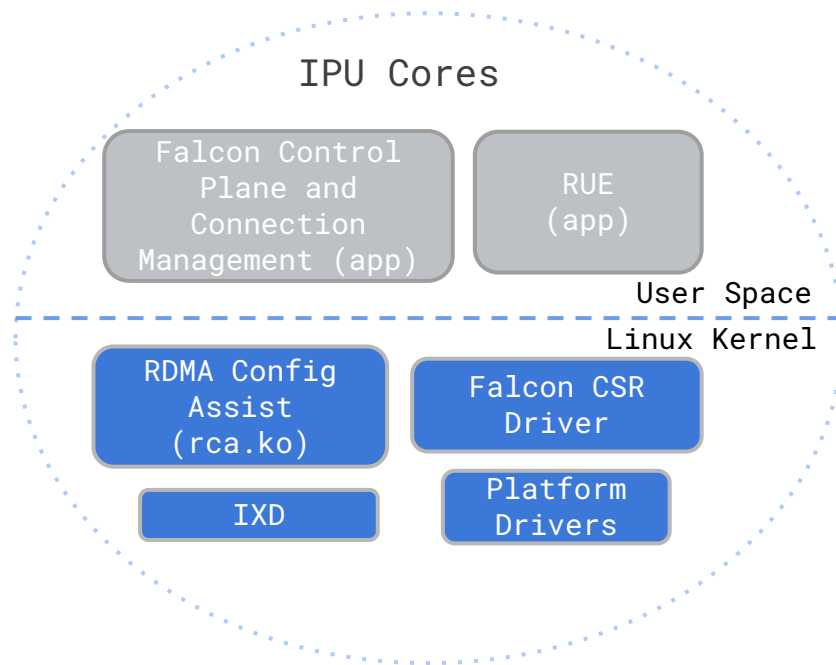 IPU Cores
Falcon Control
Plane and
Connection
Management (app)
RUE
(app)
User Space
Linux Kernel
RDMA Config
Assist
(rca.ko)
Falcon CSR
Driver
IXD
Platform
Drivers